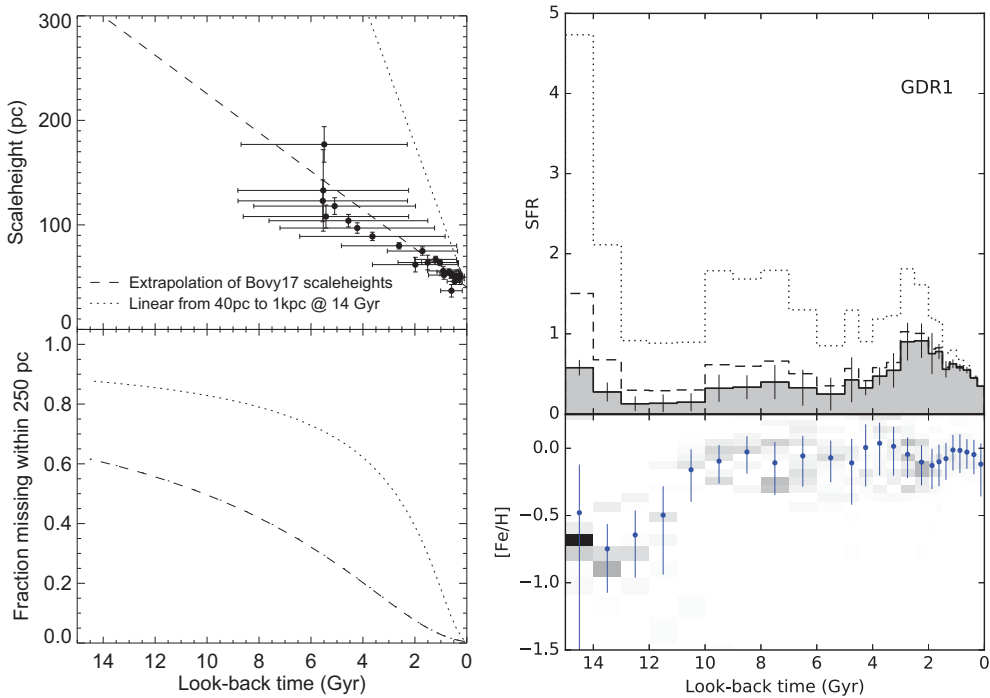 Scaleheight (pc)
300
200
100
0
Extrapolation of Bovy17 scaleheights
Linear from 40pc to 1kpc @ 14 Gyr
Fraction missing within 250 pc
1.0
0.8
0.6
0.4
0.2
0.0
14 12 10 8 6 4 2 0
Look-back time (Gyr)
SFR
5
4
3
2
1
0
GDR1
[Fe/H]
0.0
−0.5
−1.0
−1.5
14 12 10 8 6 4 2 0
Look-back time (Gyr)